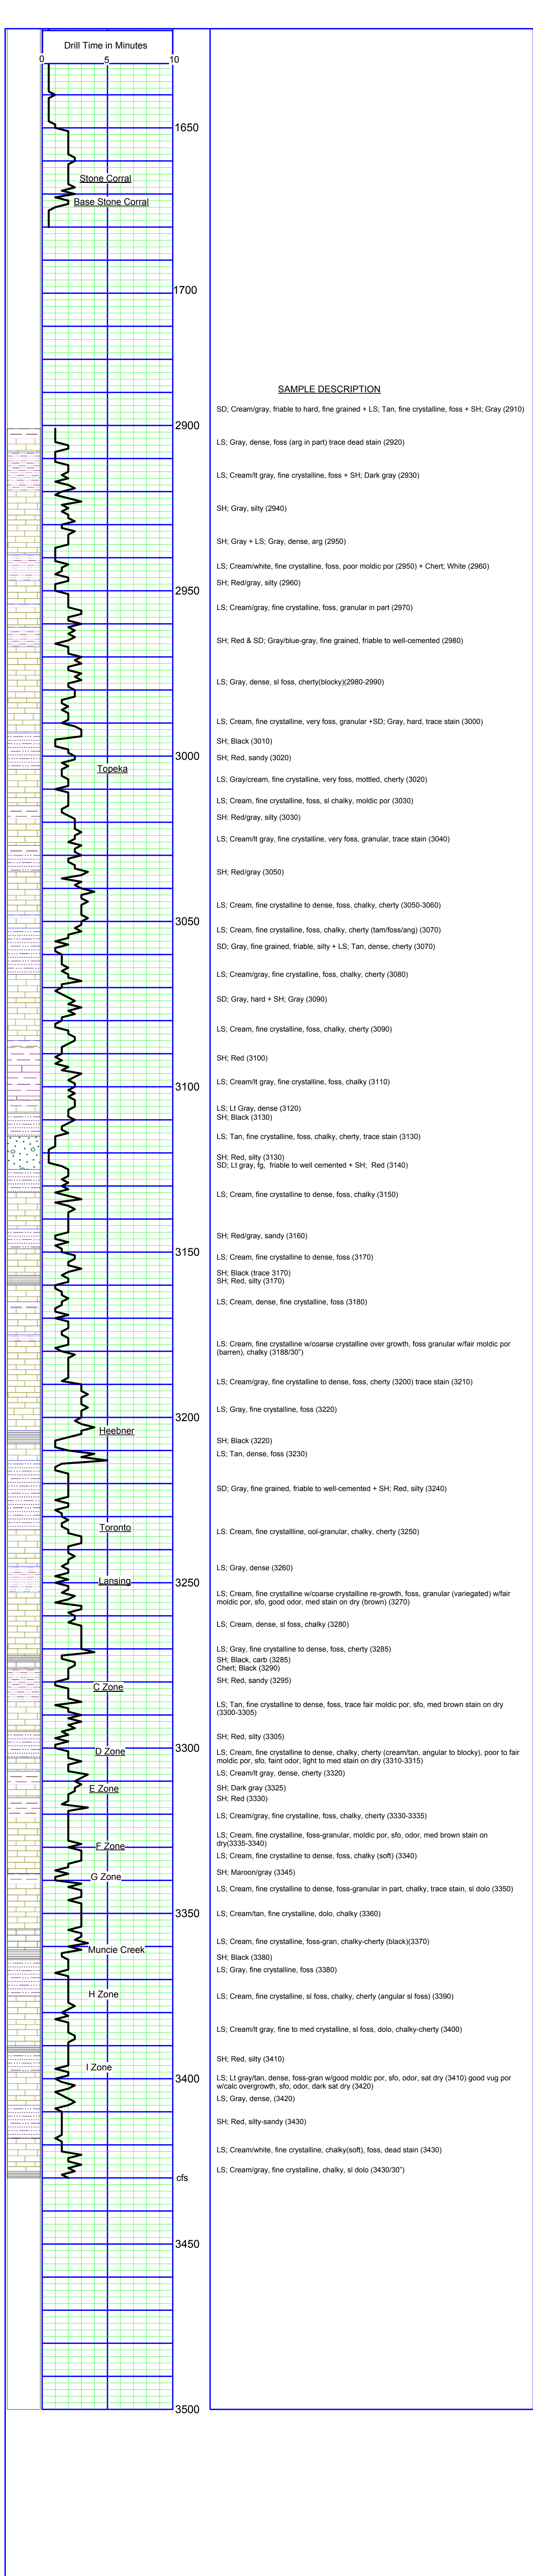 Drill Time in Minutes
0 5 10
1650
Stone Corral
Base Stone Corral
1700
SAMPLE DESCRIPTION
SD; Cream/gray, friable to hard, fine grained + LS; Tan, fine crystalline, foss + SH; Gray (2910)
2900
LS; Gray, dense, foss (arg in part) trace dead stain (2920)
LS; Cream/lt gray, fine crystalline, foss + SH; Dark gray (2930)
SH; Gray, silty (2940)
SH; Gray + LS; Gray, dense, arg (2950)
LS; Cream/white, fine crystalline, foss, poor moldic por (2950) + Chert; White (2960)
SH; Red/gray, silty (2960)
2950
LS; Cream/gray, fine crystalline, foss, granular in part (2970)
SH; Red & SD; Gray/blue-gray, fine grained, friable to well-cemented (2980)
LS; Gray, dense, sl foss, cherty(blocky)(2980-2990)
LS; Cream, fine crystalline, very foss, granular +SD; Gray, hard, trace stain (3000)
SH; Black (3010)
3000
SH; Red, sandy (3020)
Topeka
LS; Gray/cream, fine crystalline, very foss, mottled, cherty (3020)
LS; Cream, fine crystalline, foss, sl chalky, moldic por (3030)
SH: Red/gray, silty (3030)
LS; Cream/lt gray, fine crystalline, very foss, granular, trace stain (3040)
SH; Red/gray (3050)
LS; Cream, fine crystalline to dense, foss, chalky, cherty (3050-3060)
3050
LS; Cream, fine crystalline, foss, chalky, cherty (tam/foss/ang) (3070)
SD; Gray, fine grained, friable, silty + LS; Tan, dense, cherty (3070)
LS; Cream/gray, fine crystalline, foss, chalky, cherty (3080)
SD; Gray, hard + SH; Gray (3090)
LS; Cream, fine crystalline, foss, chalky, cherty (3090)
SH; Red (3100)
3100
LS; Cream/lt gray, fine crystalline, foss, chalky (3110)
LS; Lt Gray, dense (3120)
SH; Black (3130)
LS; Tan, fine crystalline, foss, chalky, cherty, trace stain (3130)
SH; Red, silty (3130)
SD; Lt gray, fg, friable to well cemented + SH; Red (3140)
LS; Cream, fine crystalline to dense, foss, chalky (3150)
SH; Red/gray, sandy (3160)
3150
LS; Cream, fine crystalline to dense, foss (3170)
SH; Black (trace 3170)
SH; Red, silty (3170)
LS; Cream, dense, fine crystalline, foss (3180)
LS: Cream, fine crystalline w/coarse crystalline over growth, foss granular w/fair moldic por
(barren), chalky (3188/30")
LS; Cream/gray, fine crystalline to dense, foss, cherty (3200) trace stain (3210)
LS; Gray, fine crystalline, foss (3220)
3200
Heebner
SH; Black (3220)
LS; Tan, dense, foss (3230)
SD; Gray, fine grained, friable to well-cemented + SH; Red, silty (3240)
Toronto
LS: Cream, fine crystallline, ool-granular, chalky, cherty (3250)
LS; Gray, dense (3260)
Lansing
3250
LS; Cream, fine crystalline w/coarse crystalline re-growth, foss, granular (variegated) w/fair
moldic por, sfo, good odor, med stain on dry (brown) (3270)
LS; Cream, dense, sl foss, chalky (3280)
LS; Gray, fine crystalline to dense, foss, cherty (3285)
SH; Black, carb (3285)
Chert; Black (3290)
SH; Red, sandy (3295)
C Zone
LS; Tan, fine crystalline to dense, foss, trace fair moldic por, sfo, med brown stain on dry
(3300-3305)
SH; Red, silty (3305)
3300
D Zone
LS; Cream, fine crystalline to dense, chalky, cherty (cream/tan, angular to blocky), poor to fair
moldic por, sfo, faint odor, light to med stain on dry (3310-3315)
LS; Cream/lt gray, dense, cherty (3320)
E Zone
SH; Dark gray (3325)
SH; Red (3330)
LS; Cream/gray, fine crystalline, foss, chalky, cherty (3330-3335)
LS; Cream, fine crystalline, foss-granular, moldic por, sfo, odor, med brown stain on
dry(3335-3340)
F Zone
LS; Cream, fine crystalline to dense, foss, chalky (soft) (3340)
SH; Maroon/gray (3345)
G Zone
LS; Cream, fine crystalline to dense, foss-granular in part, chalky, trace stain, sl dolo (3350)
3350
LS; Cream/tan, fine crystalline, dolo, chalky (3360)
LS; Cream, fine crystalline, foss-gran, chalky-cherty (black)(3370)
Muncie Creek
SH; Black (3380)
LS; Gray, fine crystalline, foss (3380)
H Zone
LS; Cream, fine crystalline, sl foss, chalky-cherty (angular sl foss) (3390)
LS; Cream/lt gray, fine to med crystalline, sl foss, dolo, chalky-cherty (3400)
SH; Red, silty (3410)
I Zone
3400
LS; Lt gray/tan, dense, foss-gran w/good moldic por, sfo, odor, sat dry (3410) good vug por
w/calc overgrowth, sfo, odor, dark sat dry (3420)
LS; Gray, dense, (3420)
SH; Red, silty-sandy (3430)
LS; Cream/white, fine crystalline, chalky(soft), foss, dead stain (3430)
LS; Cream/gray, fine crystalline, chalky, sl dolo (3430/30")
cfs
3450
3500